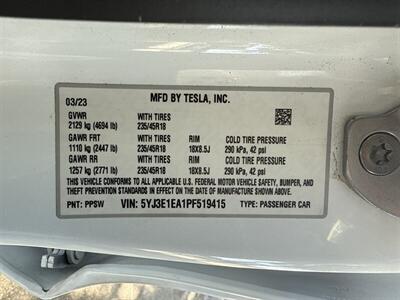 03/23 MFD BY TESLA, INC.
GVWR WITH TIRES
2129 kg (4694 lb) 235/45R18
GAWR FRT WITH TIRES RIM COLD TIRE PRESSURE
1110 kg (2447 lb) 235/45R18 18X8.5J 290 kPa, 42 psi
GAWR RR WITH TIRES RIM COLD TIRE PRESSURE
1257 kg (2771 lb) 235/45R18 18X8.5J 290 kPa, 42 psi
THIS VEHICLE CONFORMS TO ALL APPLICABLE U.S. FEDERAL MOTOR VEHICLE SAFETY, BUMPER, AND
THEFT PREVENTION STANDARDS IN EFFECT ON THE DATE OF MANUFACTURE SHOWN ABOVE.
PNT: PPSW VIN: 5YJ3E1EA1PF519415 TYPE: PASSENGER CAR